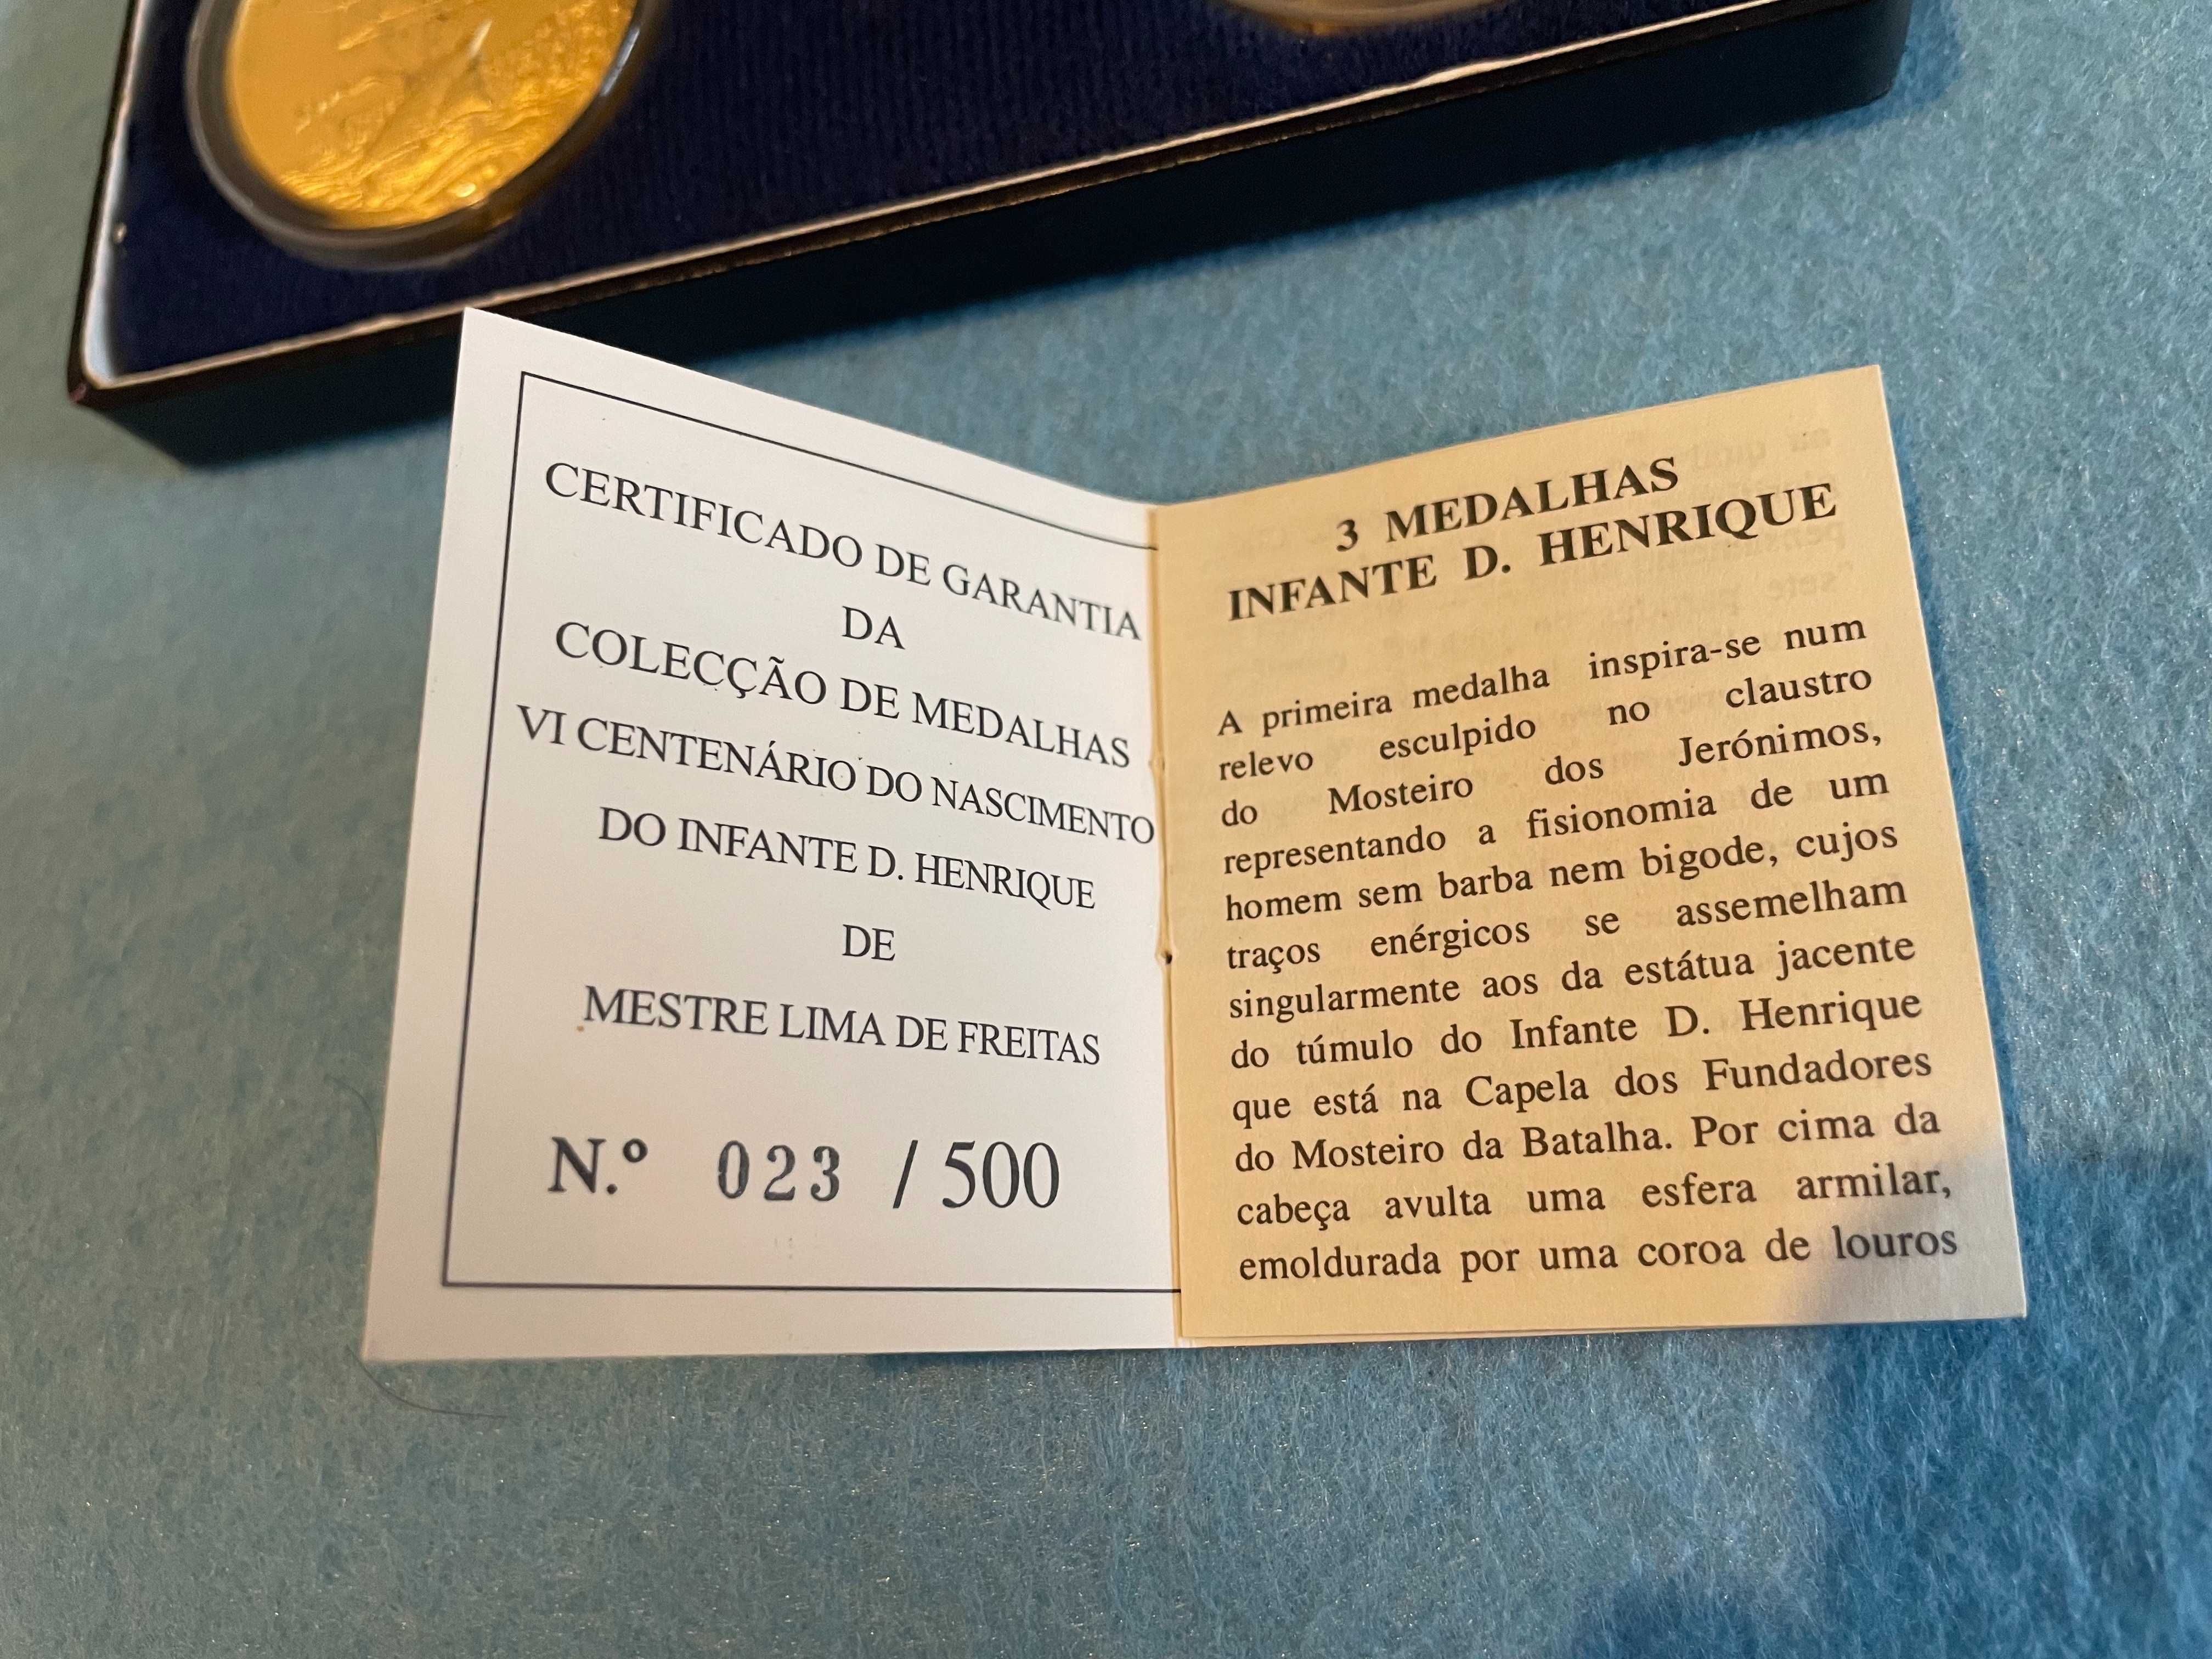 CERTIFICADO DE GARANTIA
DA
COLECÇÃO DE MEDALHAS
VI CENTENÁRIO DO NASCIMENTO
DO INFANTE D. HENRIQUE
DE
MESTRE LIMA DE FREITAS
N.º 023 / 500
3 MEDALHAS
INFANTE D. HENRIQUE
A primeira medalha inspira-se num
relevo esculpido no claustro
do Mosteiro dos Jerónimos,
representando a fisionomia de um
homem sem barba nem bigode, cujos
traços enérgicos se assemelham
singularmente aos da estátua jacente
do túmulo do Infante D. Henrique
que está na Capela dos Fundadores
do Mosteiro da Batalha. Por cima da
cabeça avulta uma esfera armilar,
emoldurada por uma coroa de louros